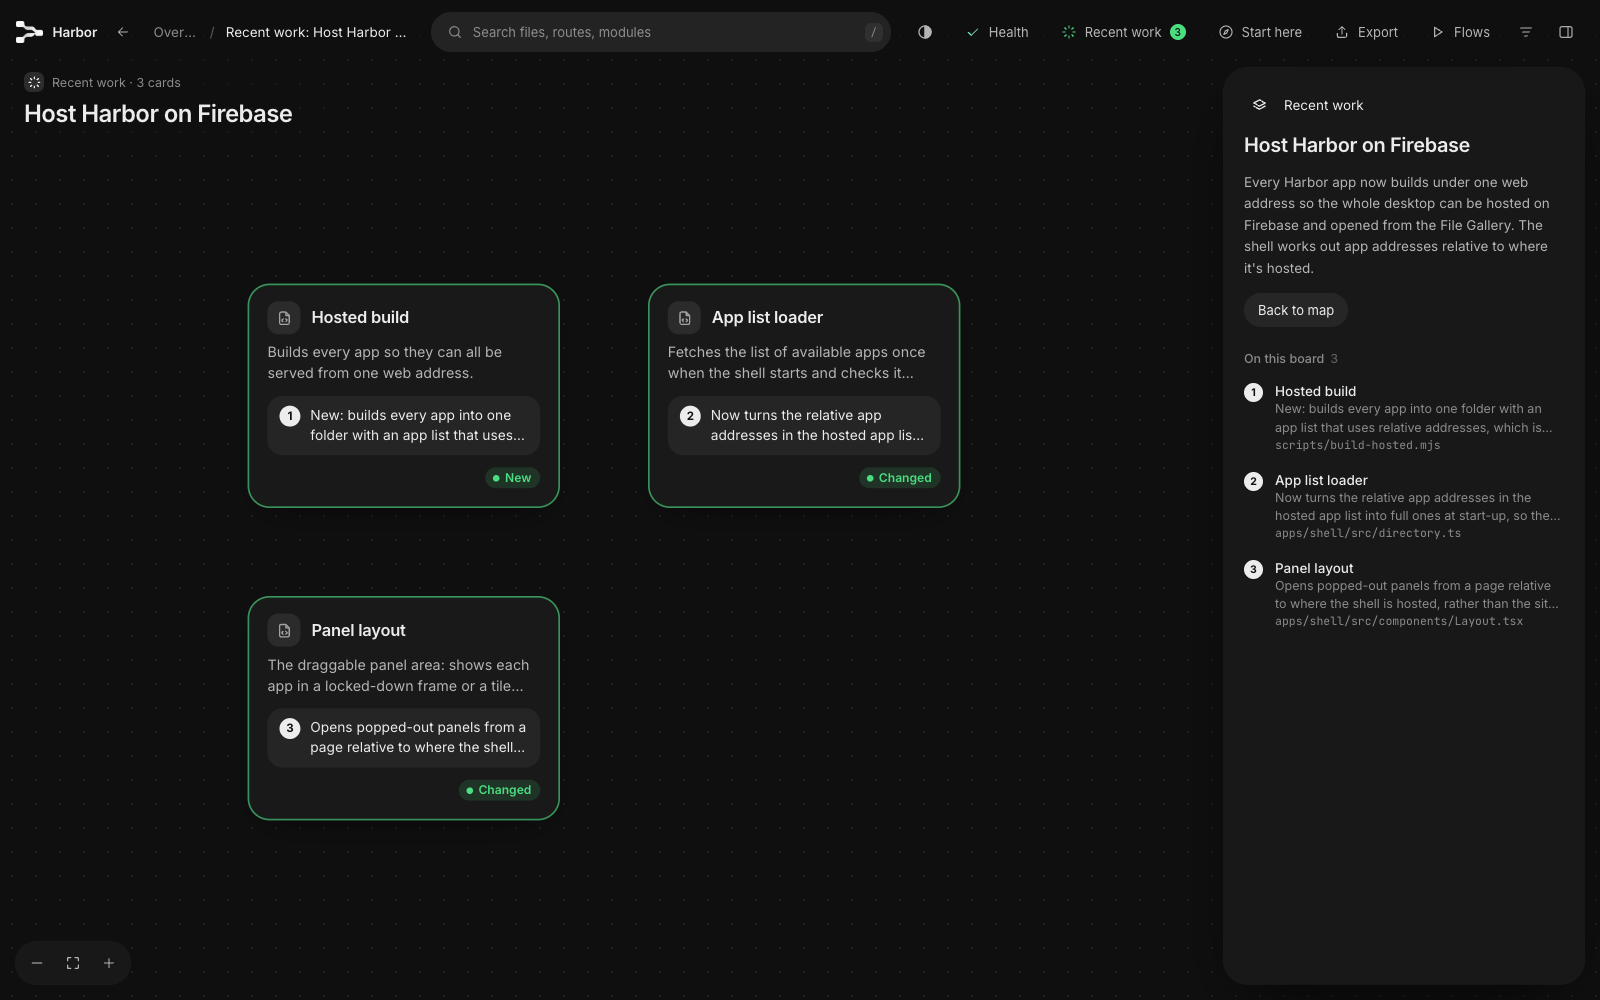 Harbor
Over...
/
Recent work: Host Harbor ...
Search files, routes, modules
/
Health
Recent work
3
Start here
Export
Flows
Recent work · 3 cards
Host Harbor on Firebase
Hosted build
Builds every app so they can all be
served from one web address.
1
New: builds every app into one
folder with an app list that uses...
New
App list loader
Fetches the list of available apps once
when the shell starts and checks it...
2
Now turns the relative app
addresses in the hosted app lis...
Changed
Panel layout
The draggable panel area: shows each
app in a locked-down frame or a tile...
3
Opens popped-out panels from a
page relative to where the shell...
Changed
Recent work
Host Harbor on Firebase
Every Harbor app now builds under one web
address so the whole desktop can be hosted on
Firebase and opened from the File Gallery. The
shell works out app addresses relative to where
it's hosted.
Back to map
On this board 3
1
Hosted build
New: builds every app into one folder with an
app list that uses relative addresses, which is...
scripts/build-hosted.mjs
2
App list loader
Now turns the relative app addresses in the
hosted app list into full ones at start-up, so the...
apps/shell/src/directory.ts
3
Panel layout
Opens popped-out panels from a page relative
to where the shell is hosted, rather than the sit...
apps/shell/src/components/Layout.tsx